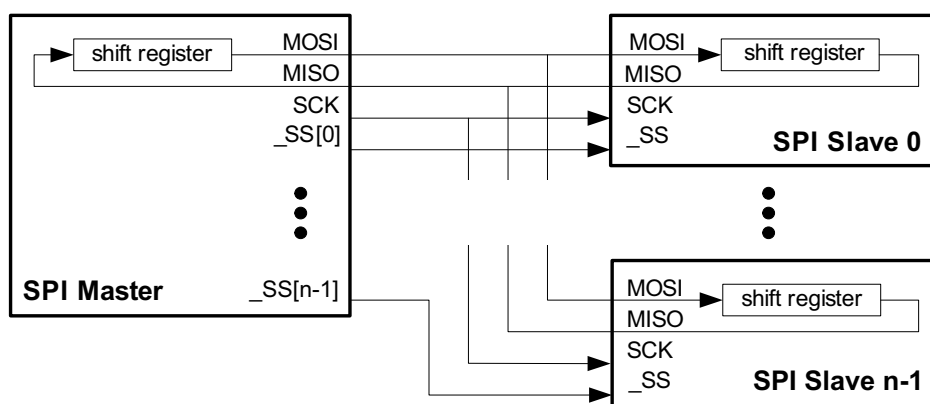 shift register
MOSI
MISO
SCK
_SS[0]
_SS[n-1]
SPI Master
MOSI
shift register
MISO
SCK
_SS
SPI Slave 0
MOSI
shift register
MISO
SCK
_SS
SPI Slave n-1